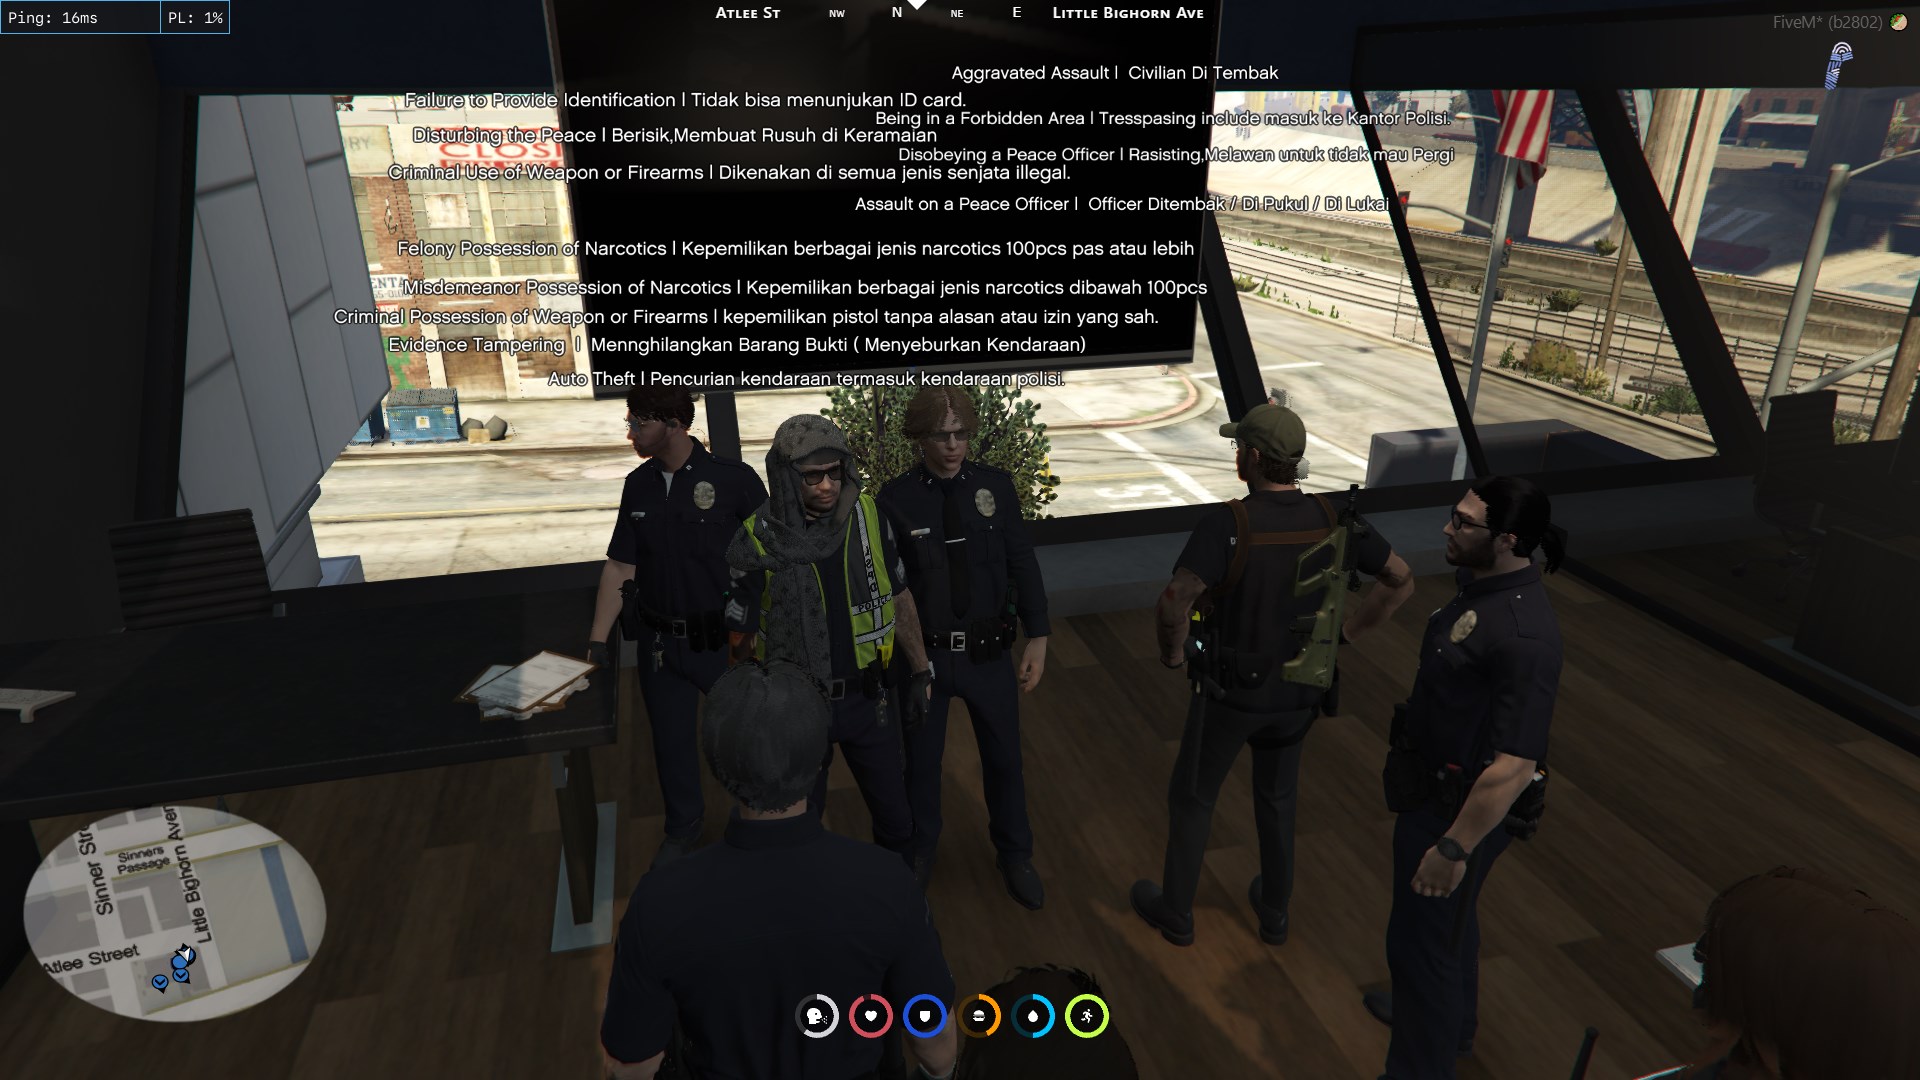 Ping: 16ms
PL: 1%
ATLEE ST
NW
N
NE
E
LITTLE BIGHORN AVE
FiveM* (b2802)
Aggravated Assault | Civilian Di Tembak
Failure to Provide Identification | Tidak bisa menunjukan ID card.
Being in a Forbidden Area | Tresspasing include masuk ke Kantor Polisi.
Disturbing the Peace | Berisik,Membuat Rusuh di Keramaian
Disobeying a Peace Officer | Rasisting,Melawan untuk tidak mau Pergi
Criminal Use of Weapon or Firearms | Dikenakan di semua jenis senjata illegal.
Assault on a Peace Officer | Officer Ditembak / Di Pukul / Di Lukai
Felony Possession of Narcotics | Kepemilikan berbagai jenis narcotics 100pcs pas atau lebih
Misdemeanor Possession of Narcotics | Kepemilikan berbagai jenis narcotics dibawah 100pcs
Criminal Possession of Weapon or Firearms | kepemilikan pistol tanpa alasan atau izin yang sah.
Evidence Tampering | Mennghilangkan Barang Bukti ( Menyeburkan Kendaraan)
Auto Theft | Pencurian kendaraan termasuk kendaraan polisi.
POLICE
Sinner Str
Sinners
Passage
Little Bighorn Aven
Atlee Street